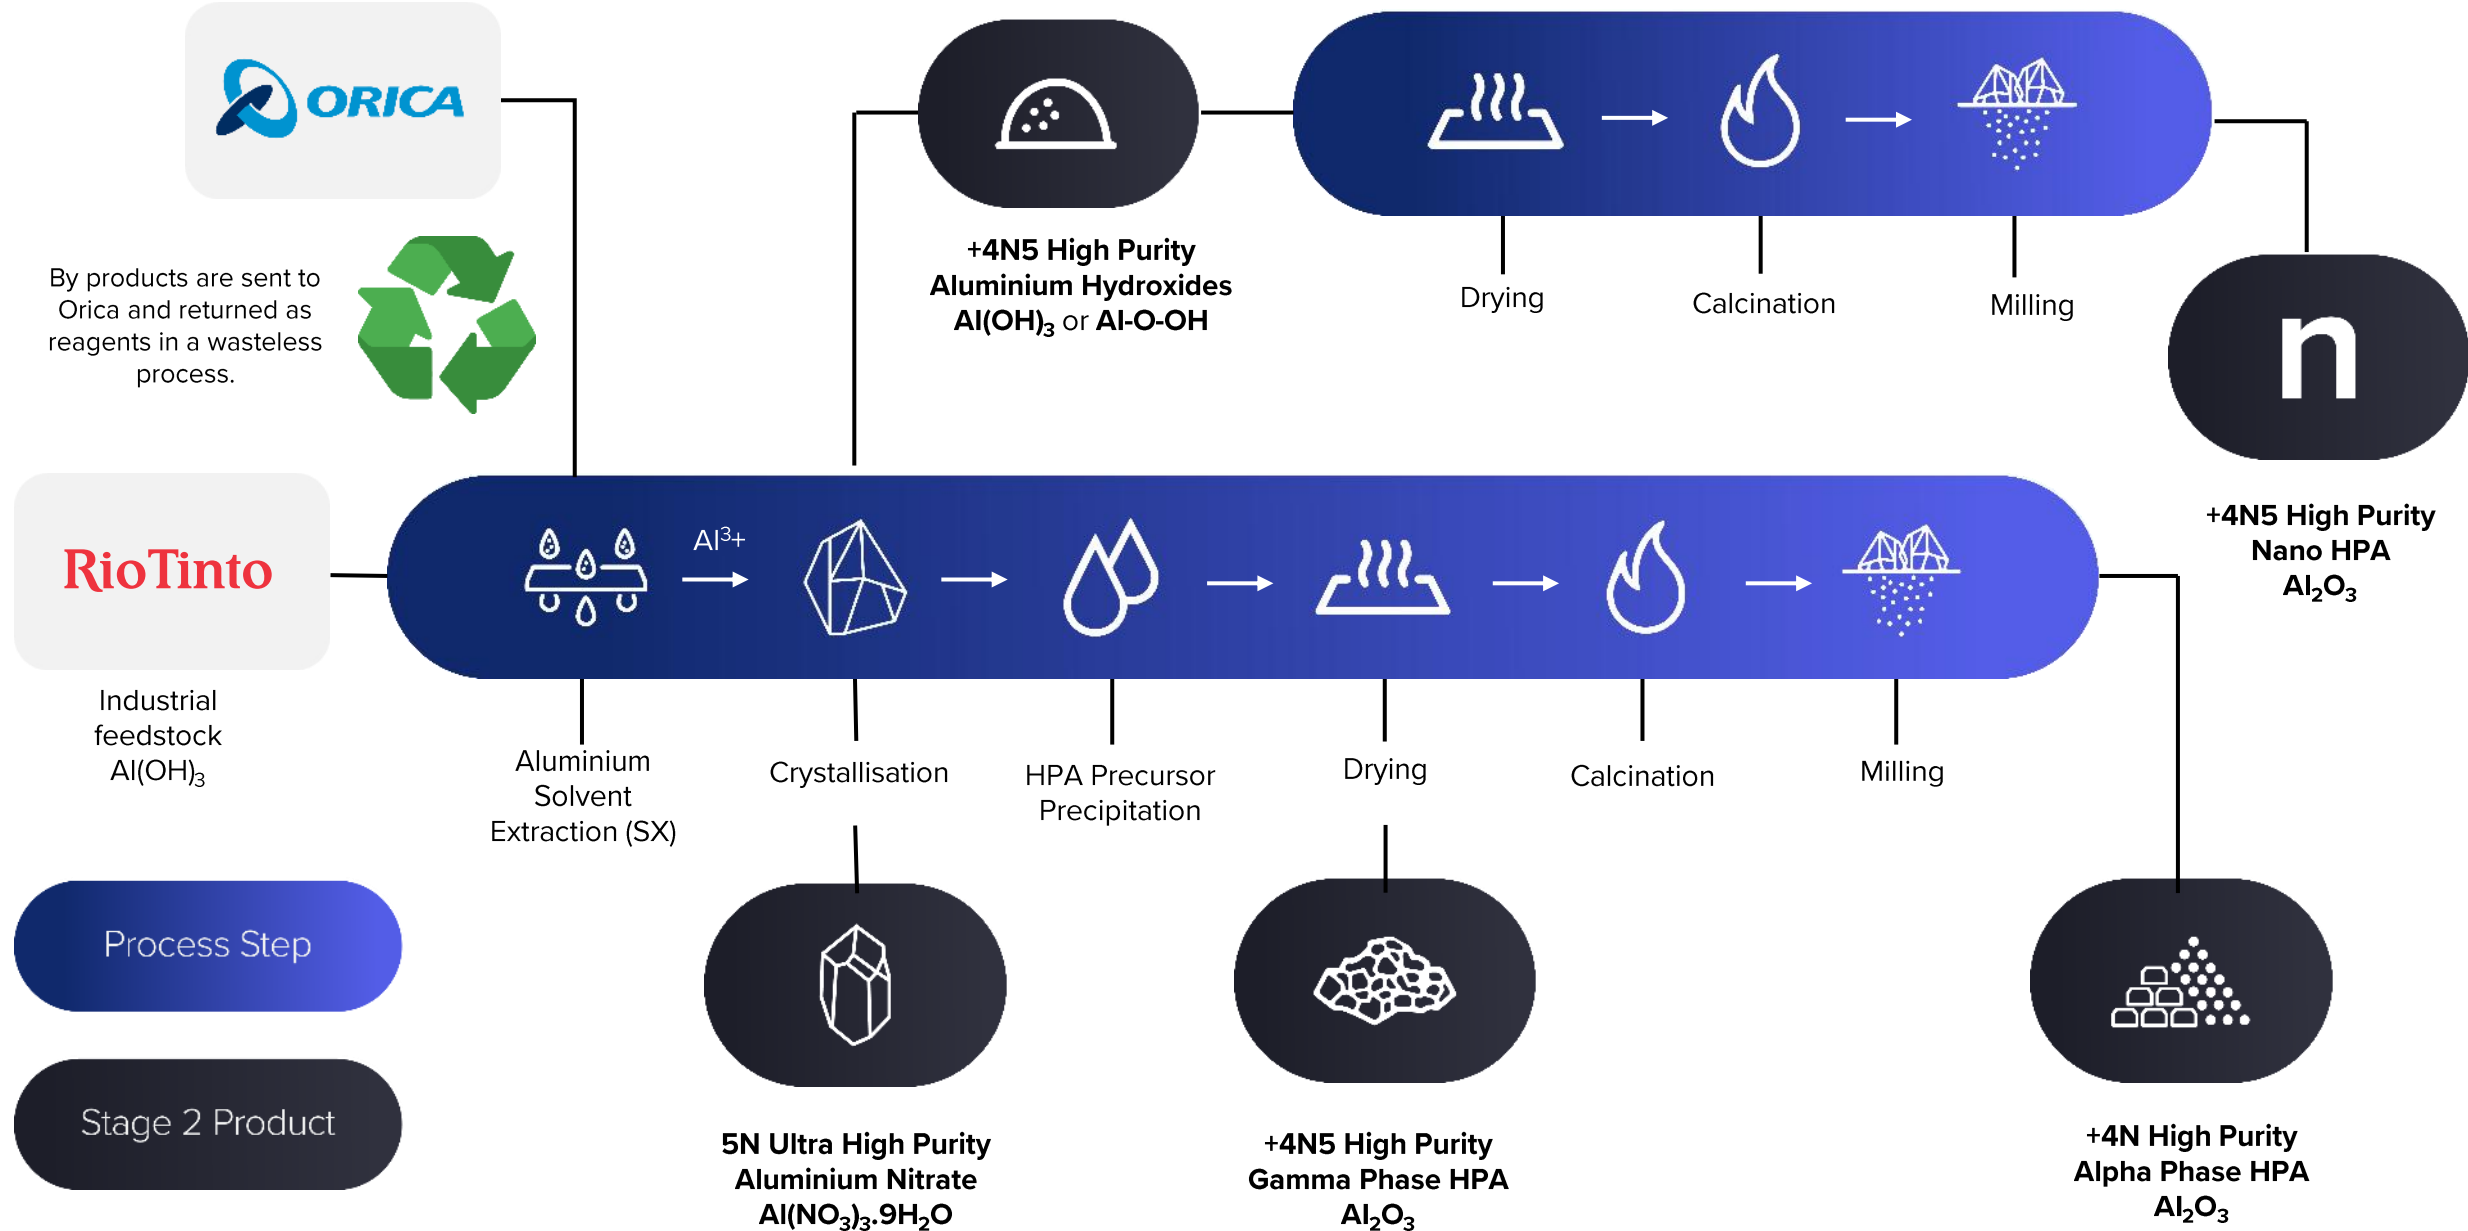 ORICA
By products are sent to
Orica and returned as
reagents in a wasteless
process.
+4N5 High Purity
Aluminium Hydroxides
Al(OH)₃ or Al-O-OH
Drying
Calcination
Milling
n
+4N5 High Purity
Nano HPA
Al₂O₃
RioTinto
Industrial
feedstock
Al(OH)₃
Al³+
Aluminium
Solvent
Extraction (SX)
Crystallisation
HPA Precursor
Precipitation
Drying
Calcination
Milling
Process Step
Stage 2 Product
5N Ultra High Purity
Aluminium Nitrate
Al(NO₃)₃.9H₂O
+4N5 High Purity
Gamma Phase HPA
Al₂O₃
+4N High Purity
Alpha Phase HPA
Al₂O₃